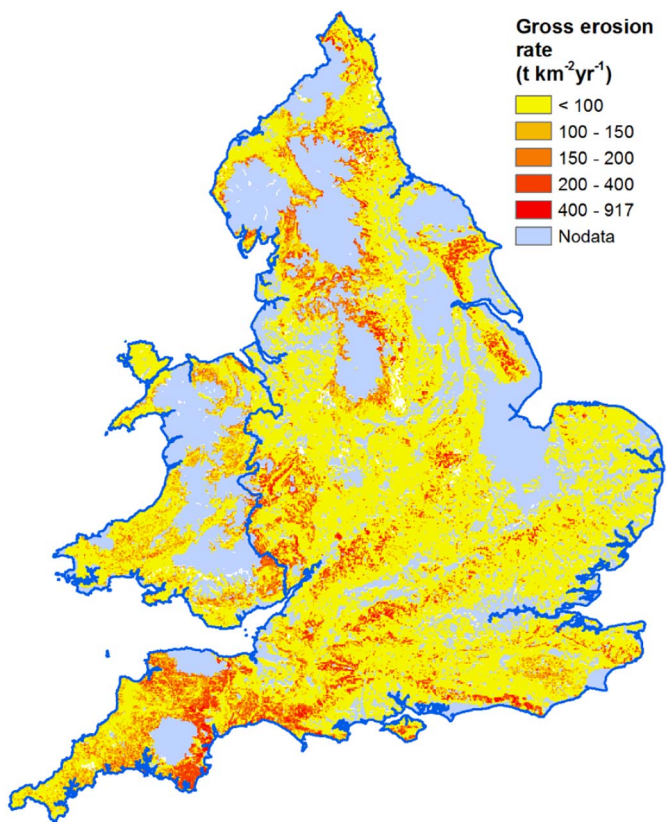 Gross erosion
rate
(t km⁻²yr⁻¹)
< 100
100 - 150
150 - 200
200 - 400
400 - 917
Nodata